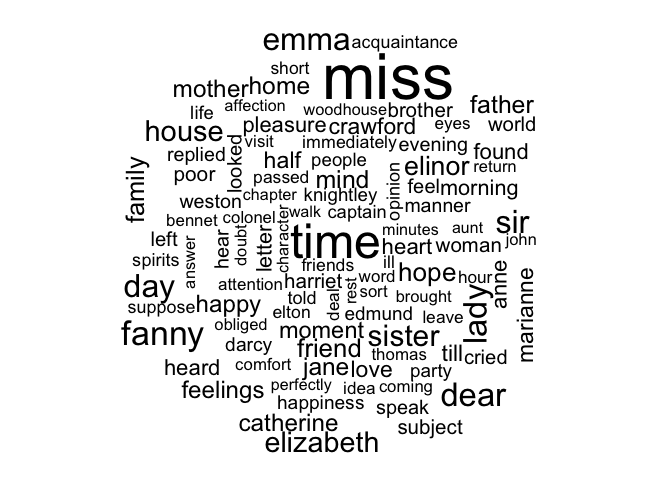 emma acquaintance
short miss
mother home
life affection woodhouse brother father
house pleasure crawford eyes world
visit immediately evening
replied looked half people elinor found
family poor passed mind opinion return
chapter knightley feel morning
weston walk captain manner
bennet colonel character sir
left hear doubt letter time minutes aunt john
spirits answer friends heart woman
day attention harriet ill word hope hour lady anne marianne
suppose happy told deal rest sort brought
fanny obliged elton edmund leave
darcy moment sister
heard comfort friend thomas till cried
jane love party
feelings perfectly idea coming dear
happiness speak
catherine subject
elizabeth